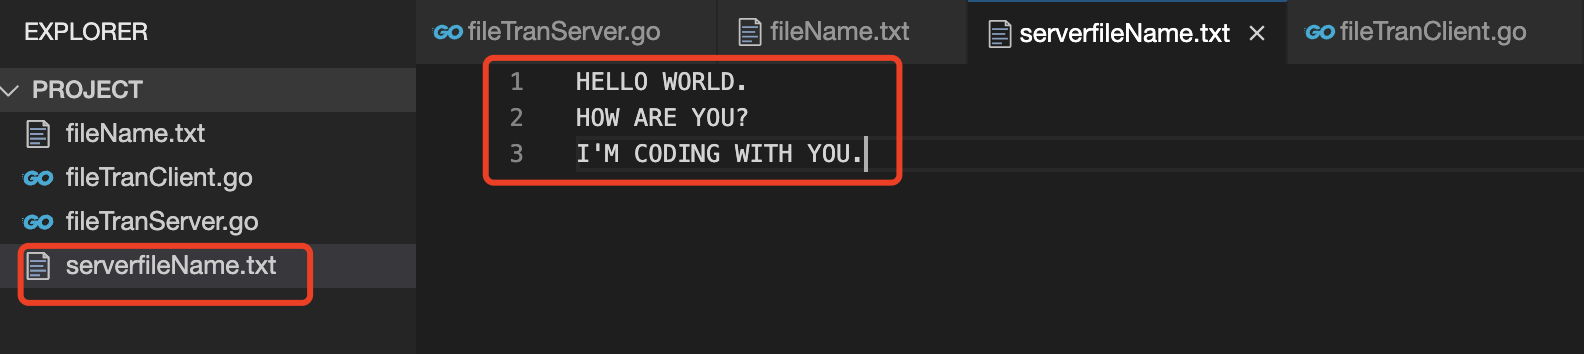 EXPLORER
PROJECT
fileName.txt
GO fileTranClient.go
GO fileTranServer.go
serverfileName.txt
GO fileTranServer.go fileName.txt serverfileName.txt × GO fileTranClient.go
1 HELLO WORLD.
2 HOW ARE YOU?
3 I'M CODING WITH YOU.